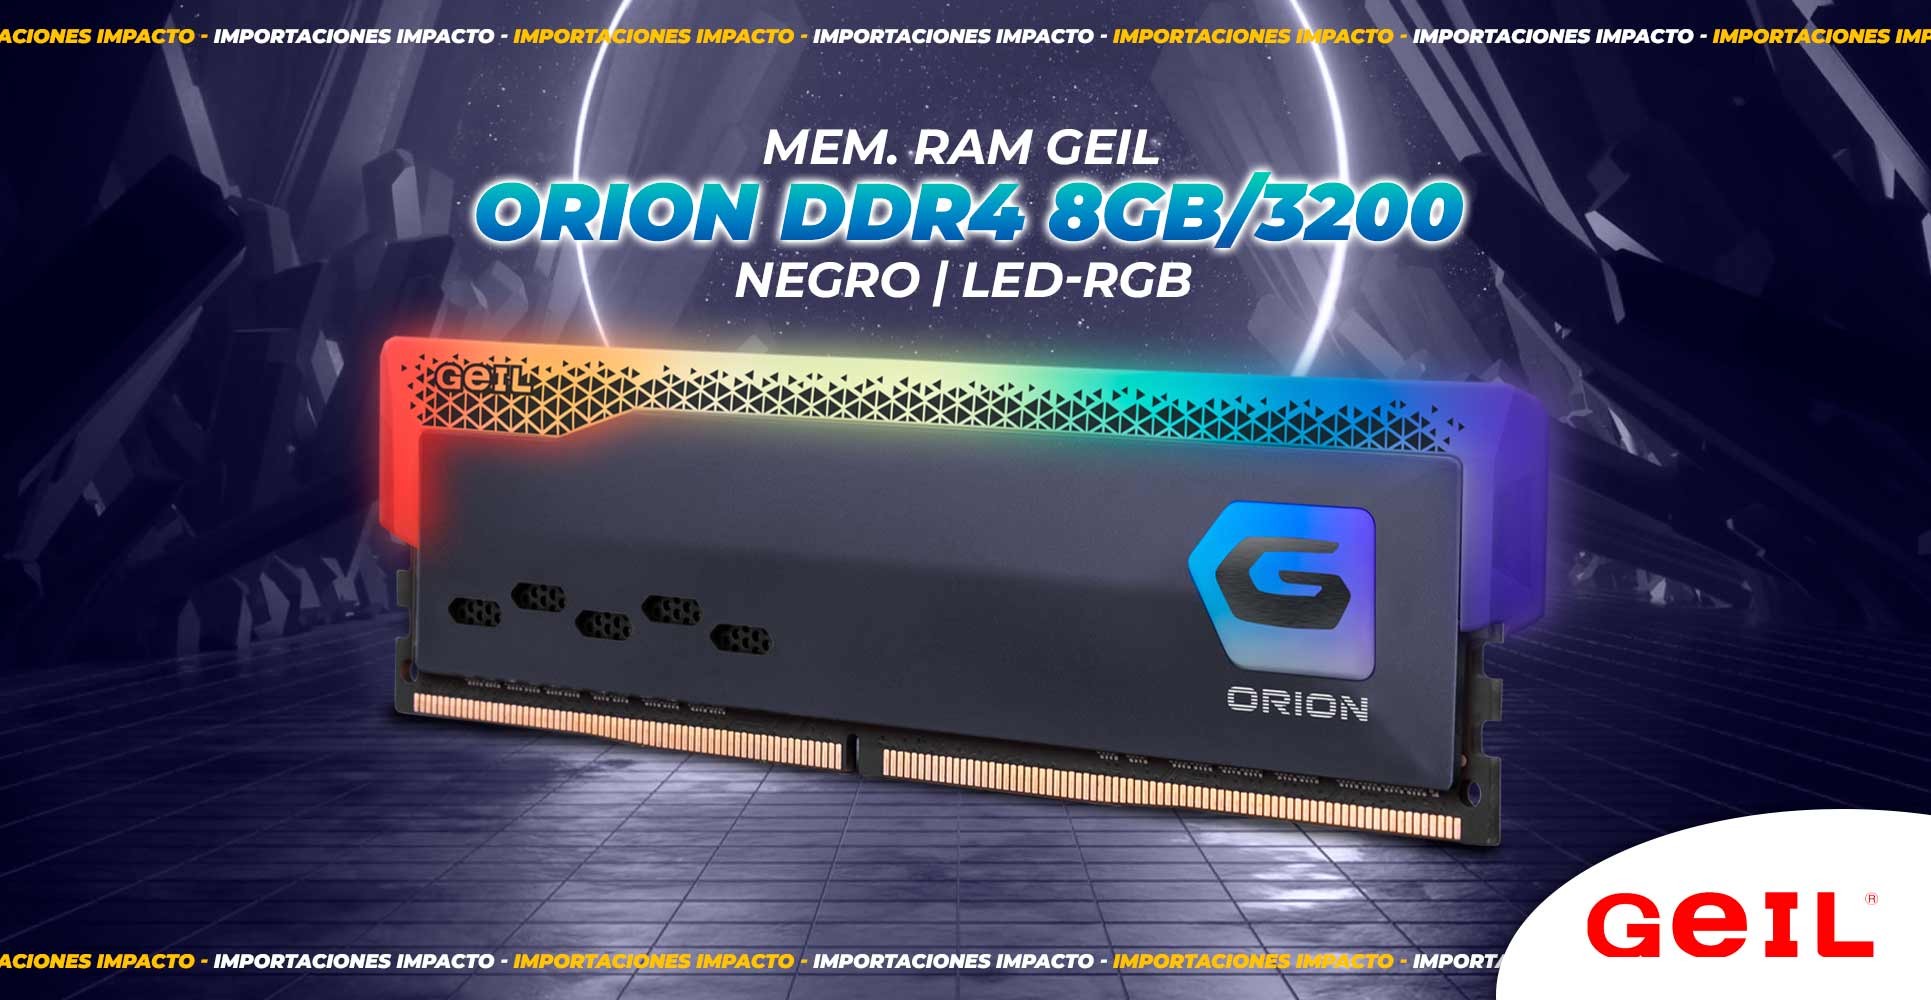 ACIONES IMPACTO - IMPORTACIONES IMPACTO - IMPORTACIONES IMPACTO - IMPORTACIONES IMPACTO - IMPORTACIONES IMPACTO - IMPORTACIONES IMPACTO - IMPORTACIONES IMP
MEM. RAM GEIL
ORION DDR4 8GB/3200
NEGRO | LED-RGB
GeIL
G
ORION
GeIL®
ACIONES IMPACTO - IMPORTACIONES IMPACTO - IMPORTACIONES IMPACTO - IMPORTACIONES IMPACTO - IMPORTACIONES IMPACTO - IMPORTA